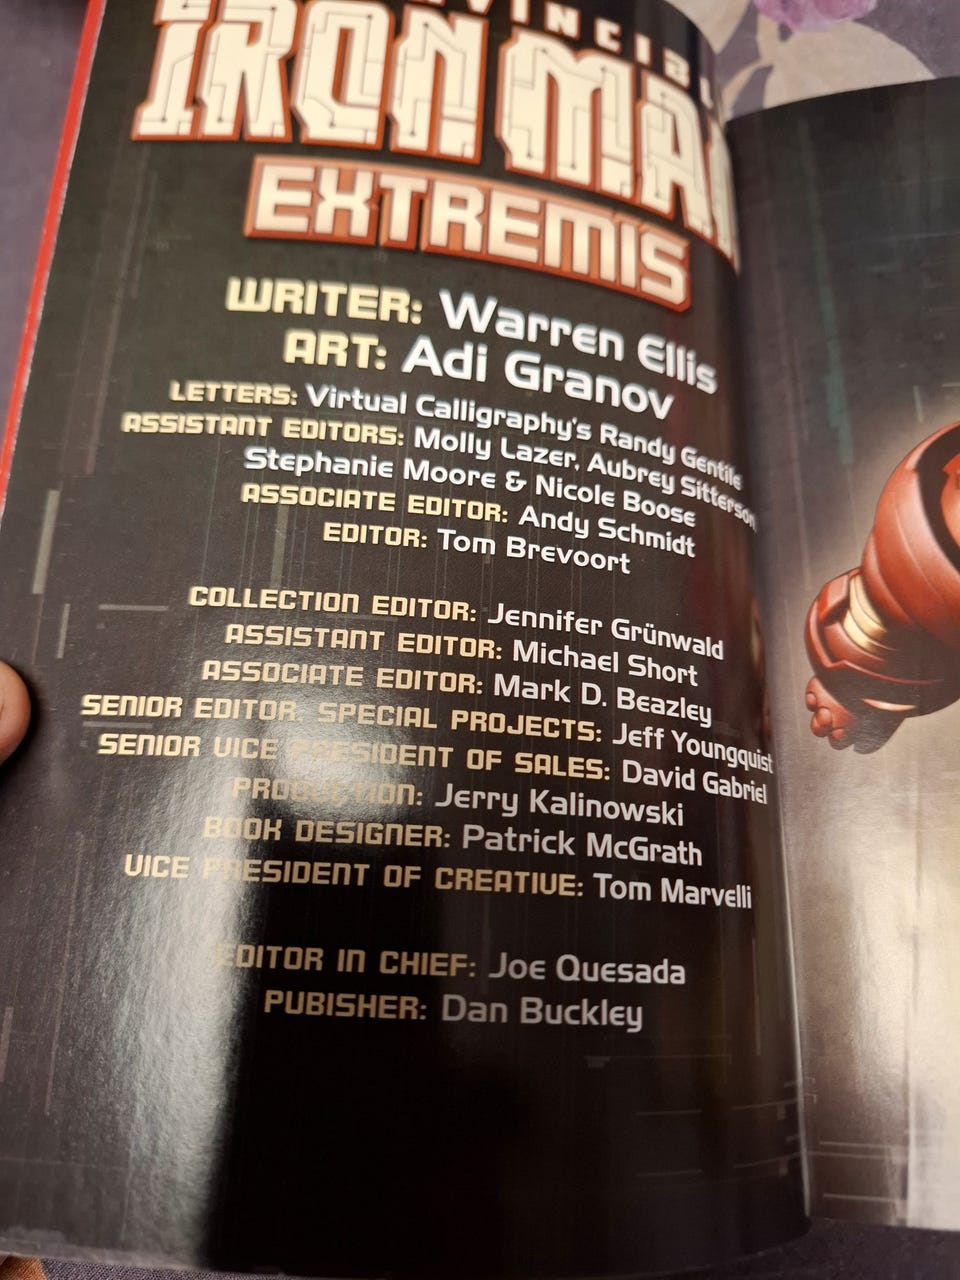 IRON MAN
EXTREMIS
WRITER: Warren Ellis
ART: Adi Granov
LETTERS: Virtual Calligraphy's Randy Gentile
ASSISTANT EDITORS: Molly Lazer, Aubrey Sitterson
Stephanie Moore & Nicole Boose
ASSOCIATE EDITOR: Andy Schmidt
EDITOR: Tom Brevoort
COLLECTION EDITOR: Jennifer Grünwald
ASSISTANT EDITOR: Michael Short
ASSOCIATE EDITOR: Mark D. Beazley
SENIOR EDITOR, SPECIAL PROJECTS: Jeff Youngquist
SENIOR VICE PRESIDENT OF SALES: David Gabriel
PRODUCTION: Jerry Kalinowski
BOOK DESIGNER: Patrick McGrath
VICE PRESIDENT OF CREATIVE: Tom Marvelli
EDITOR IN CHIEF: Joe Quesada
PUBISHER: Dan Buckley